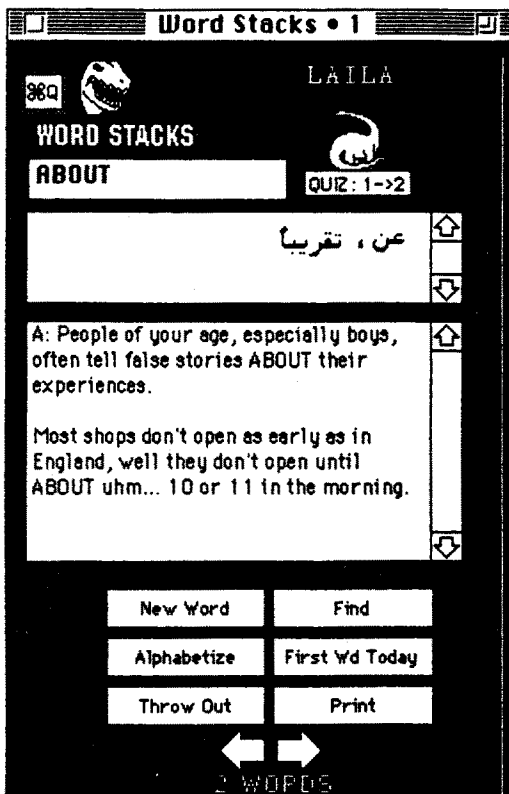 Word Stacks • 1
LAILA
⌘Q
WORD STACKS
ABOUT
QUIZ: 1->2
عن ، تقريباً
A: People of your age, especially boys,
often tell false stories ABOUT their
experiences.
Most shops don't open as early as in
England, well they don't open until
ABOUT uhm... 10 or 11 in the morning.
New Word
Find
Alphabetize
First Wd Today
Throw Out
Print
2 WORDS